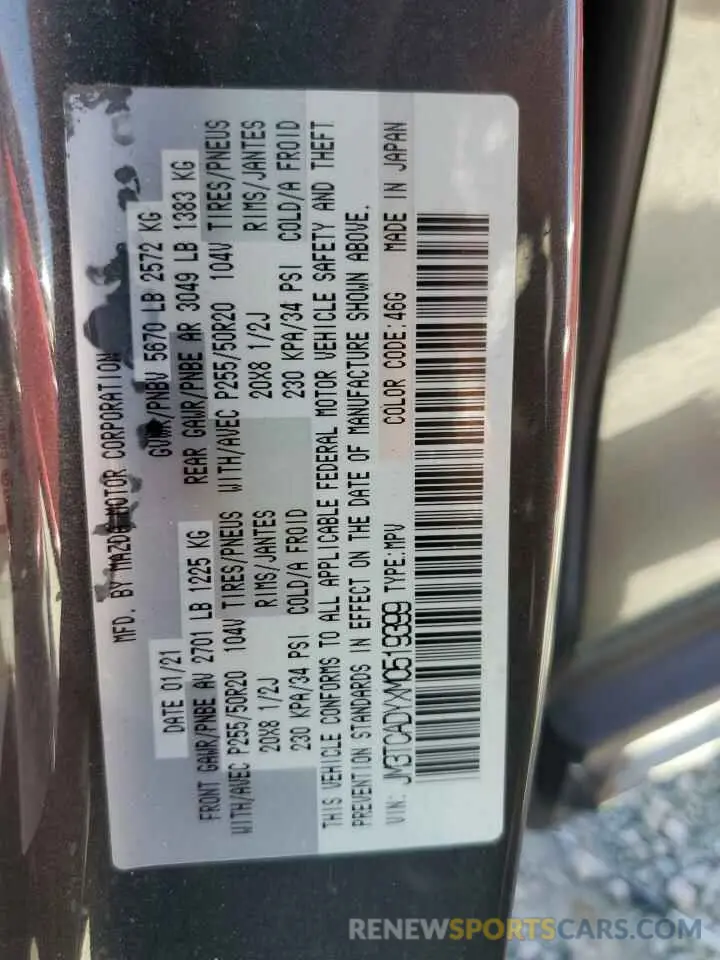 MFD. BY MAZDA MOTOR CORPORATION
DATE 01/21 GVWR/PNBV 5670 LB 2572 KG
FRONT GAWR/PNBE AV 2701 LB 1225 KG REAR GAWR/PNBE AR 3049 LB 1383 KG
WITH/AVEC P255/50R20 104V TIRES/PNEUS WITH/AVEC P255/50R20 104V TIRES/PNEUS
20X8 1/2J RIMS/JANTES 20X8 1/2J RIMS/JANTES
230 KPA/34 PSI COLD/A FROID 230 KPA/34 PSI COLD/A FROID
THIS VEHICLE CONFORMS TO ALL APPLICABLE FEDERAL MOTOR VEHICLE SAFETY AND THEFT
PREVENTION STANDARDS IN EFFECT ON THE DATE OF MANUFACTURE SHOWN ABOVE.
VIN: JM3TCADYXM0519399 TYPE:MPV COLOR CODE:46G MADE IN JAPAN
RENEWSPORTSCARS.COM